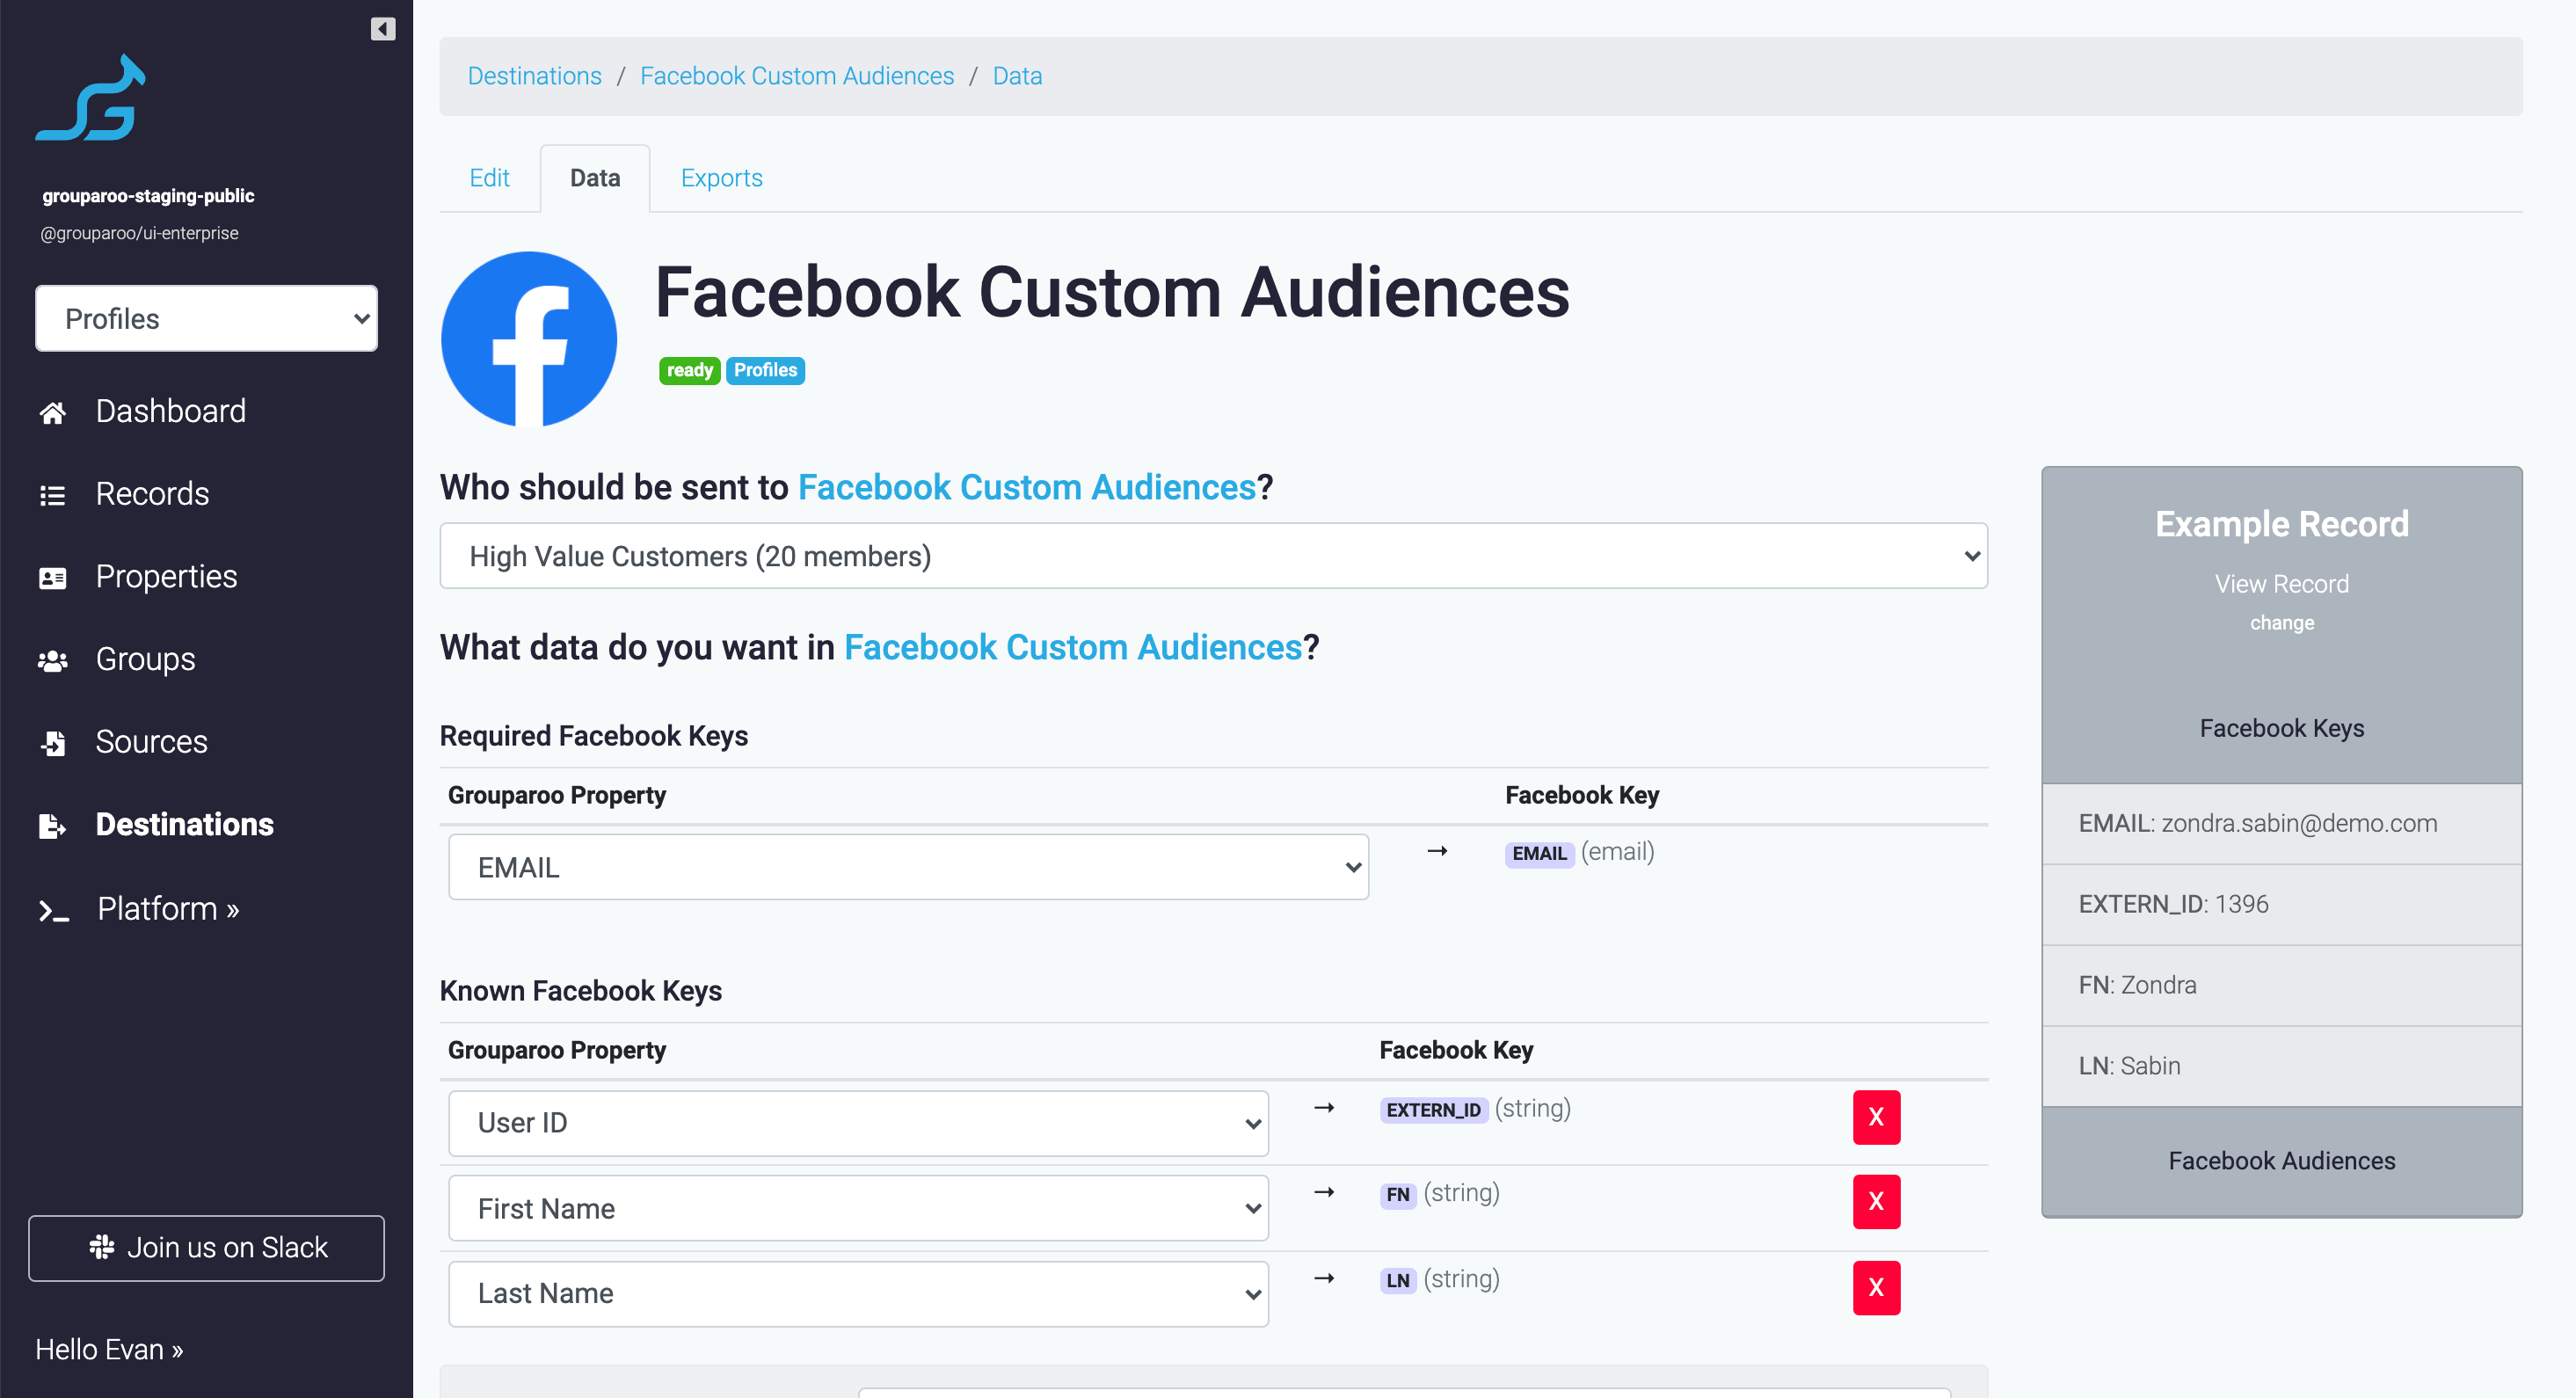 grouparoo-staging-public
@grouparoo/ui-enterprise
Profiles
Dashboard
Records
Properties
Groups
Sources
Destinations
Platform »
Join us on Slack
Hello Evan »
Destinations / Facebook Custom Audiences / Data
Edit Data Exports
Facebook Custom Audiences
ready Profiles
Who should be sent to Facebook Custom Audiences?
High Value Customers (20 members)
What data do you want in Facebook Custom Audiences?
Required Facebook Keys
Grouparoo Property Facebook Key
EMAIL → EMAIL (email)
Known Facebook Keys
Grouparoo Property Facebook Key
User ID → EXTERN_ID (string) X
First Name → FN (string) X
Last Name → LN (string) X
Example Record
View Record
change
Facebook Keys
EMAIL: zondra.sabin@demo.com
EXTERN_ID: 1396
FN: Zondra
LN: Sabin
Facebook Audiences